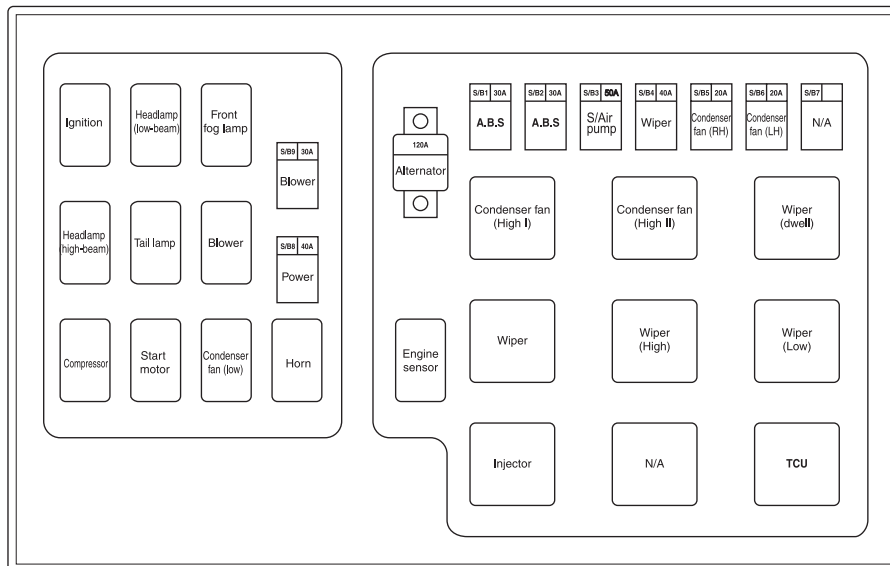 Ignition
Headlamp
(low-beam)
Front
fog lamp
S/B9 30A
Blower
Headlamp
(high-beam)
Tail lamp
Blower
S/B8 40A
Power
Compressor
Start
motor
Condenser
fan (low)
Horn
120A
Alternator
S/B1 30A
A.B.S
S/B2 30A
A.B.S
S/B3 50A
S/Air
pump
S/B4 40A
Wiper
S/B5 20A
Condenser
fan (RH)
S/B6 20A
Condenser
fan (LH)
S/B7
N/A
Condenser fan
(High I)
Condenser fan
(High II)
Wiper
(dwell)
Engine
sensor
Wiper
Wiper
(High)
Wiper
(Low)
Injector
N/A
TCU